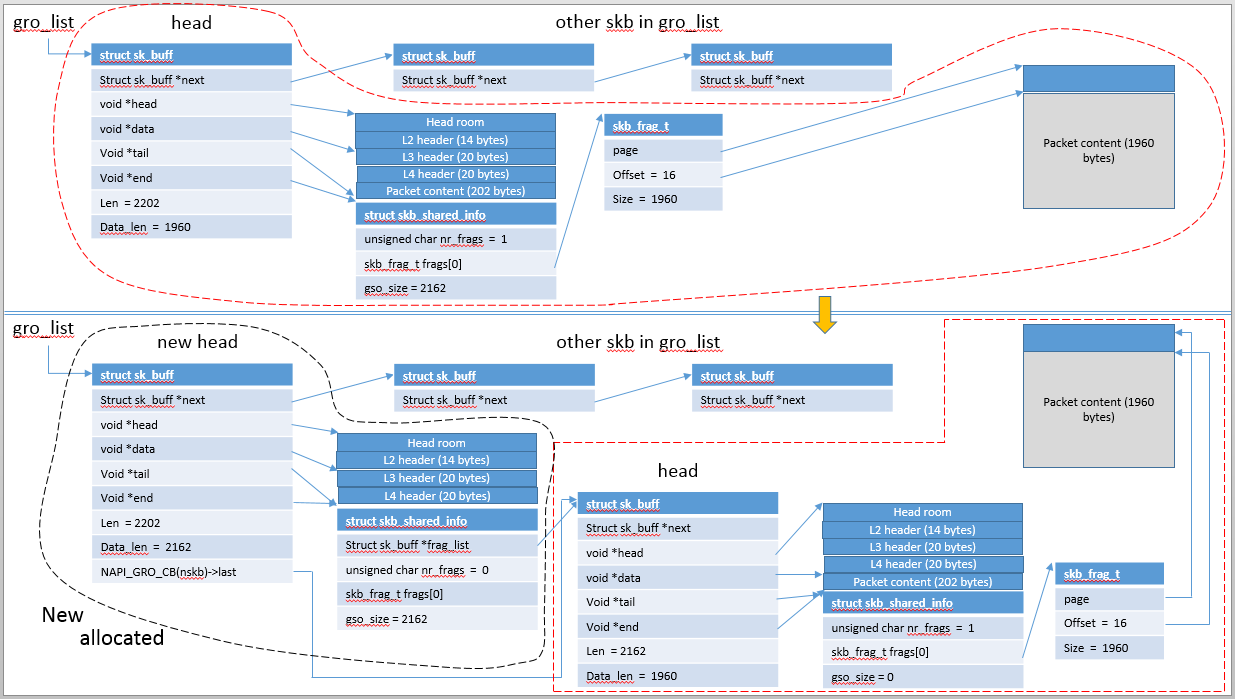 gro_list
head
other skb in gro_list
struct sk_buff
Struct sk_buff *next
void *head
void *data
Void *tail
Void *end
Len = 2202
Data_len = 1960
struct sk_buff
Struct sk_buff *next
struct sk_buff
Struct sk_buff *next
Head room
L2 header (14 bytes)
L3 header (20 bytes)
L4 header (20 bytes)
Packet content (202 bytes)
struct skb_shared_info
unsigned char nr_frags = 1
skb_frag_t frags[0]
gso_size = 2162
skb_frag_t
page
Offset = 16
Size = 1960
Packet content (1960
bytes)
gro_list
new head
other skb in gro_list
struct sk_buff
Struct sk_buff *next
void *head
void *data
Void *tail
Void *end
Len = 2202
Data_len = 2162
NAPI_GRO_CB(nskb)->last
New
allocated
struct sk_buff
Struct sk_buff *next
struct sk_buff
Struct sk_buff *next
Head room
L2 header (14 bytes)
L3 header (20 bytes)
L4 header (20 bytes)
struct skb_shared_info
Struct sk_buff *frag_list
unsigned char nr_frags = 0
skb_frag_t frags[0]
gso_size = 2162
head
struct sk_buff
Struct sk_buff *next
void *head
void *data
Void *tail
Void *end
Len = 2162
Data_len = 1960
Head room
L2 header (14 bytes)
L3 header (20 bytes)
L4 header (20 bytes)
Packet content (202 bytes)
struct skb_shared_info
unsigned char nr_frags = 1
skb_frag_t frags[0]
gso_size = 0
skb_frag_t
page
Offset = 16
Size = 1960
Packet content (1960
bytes)